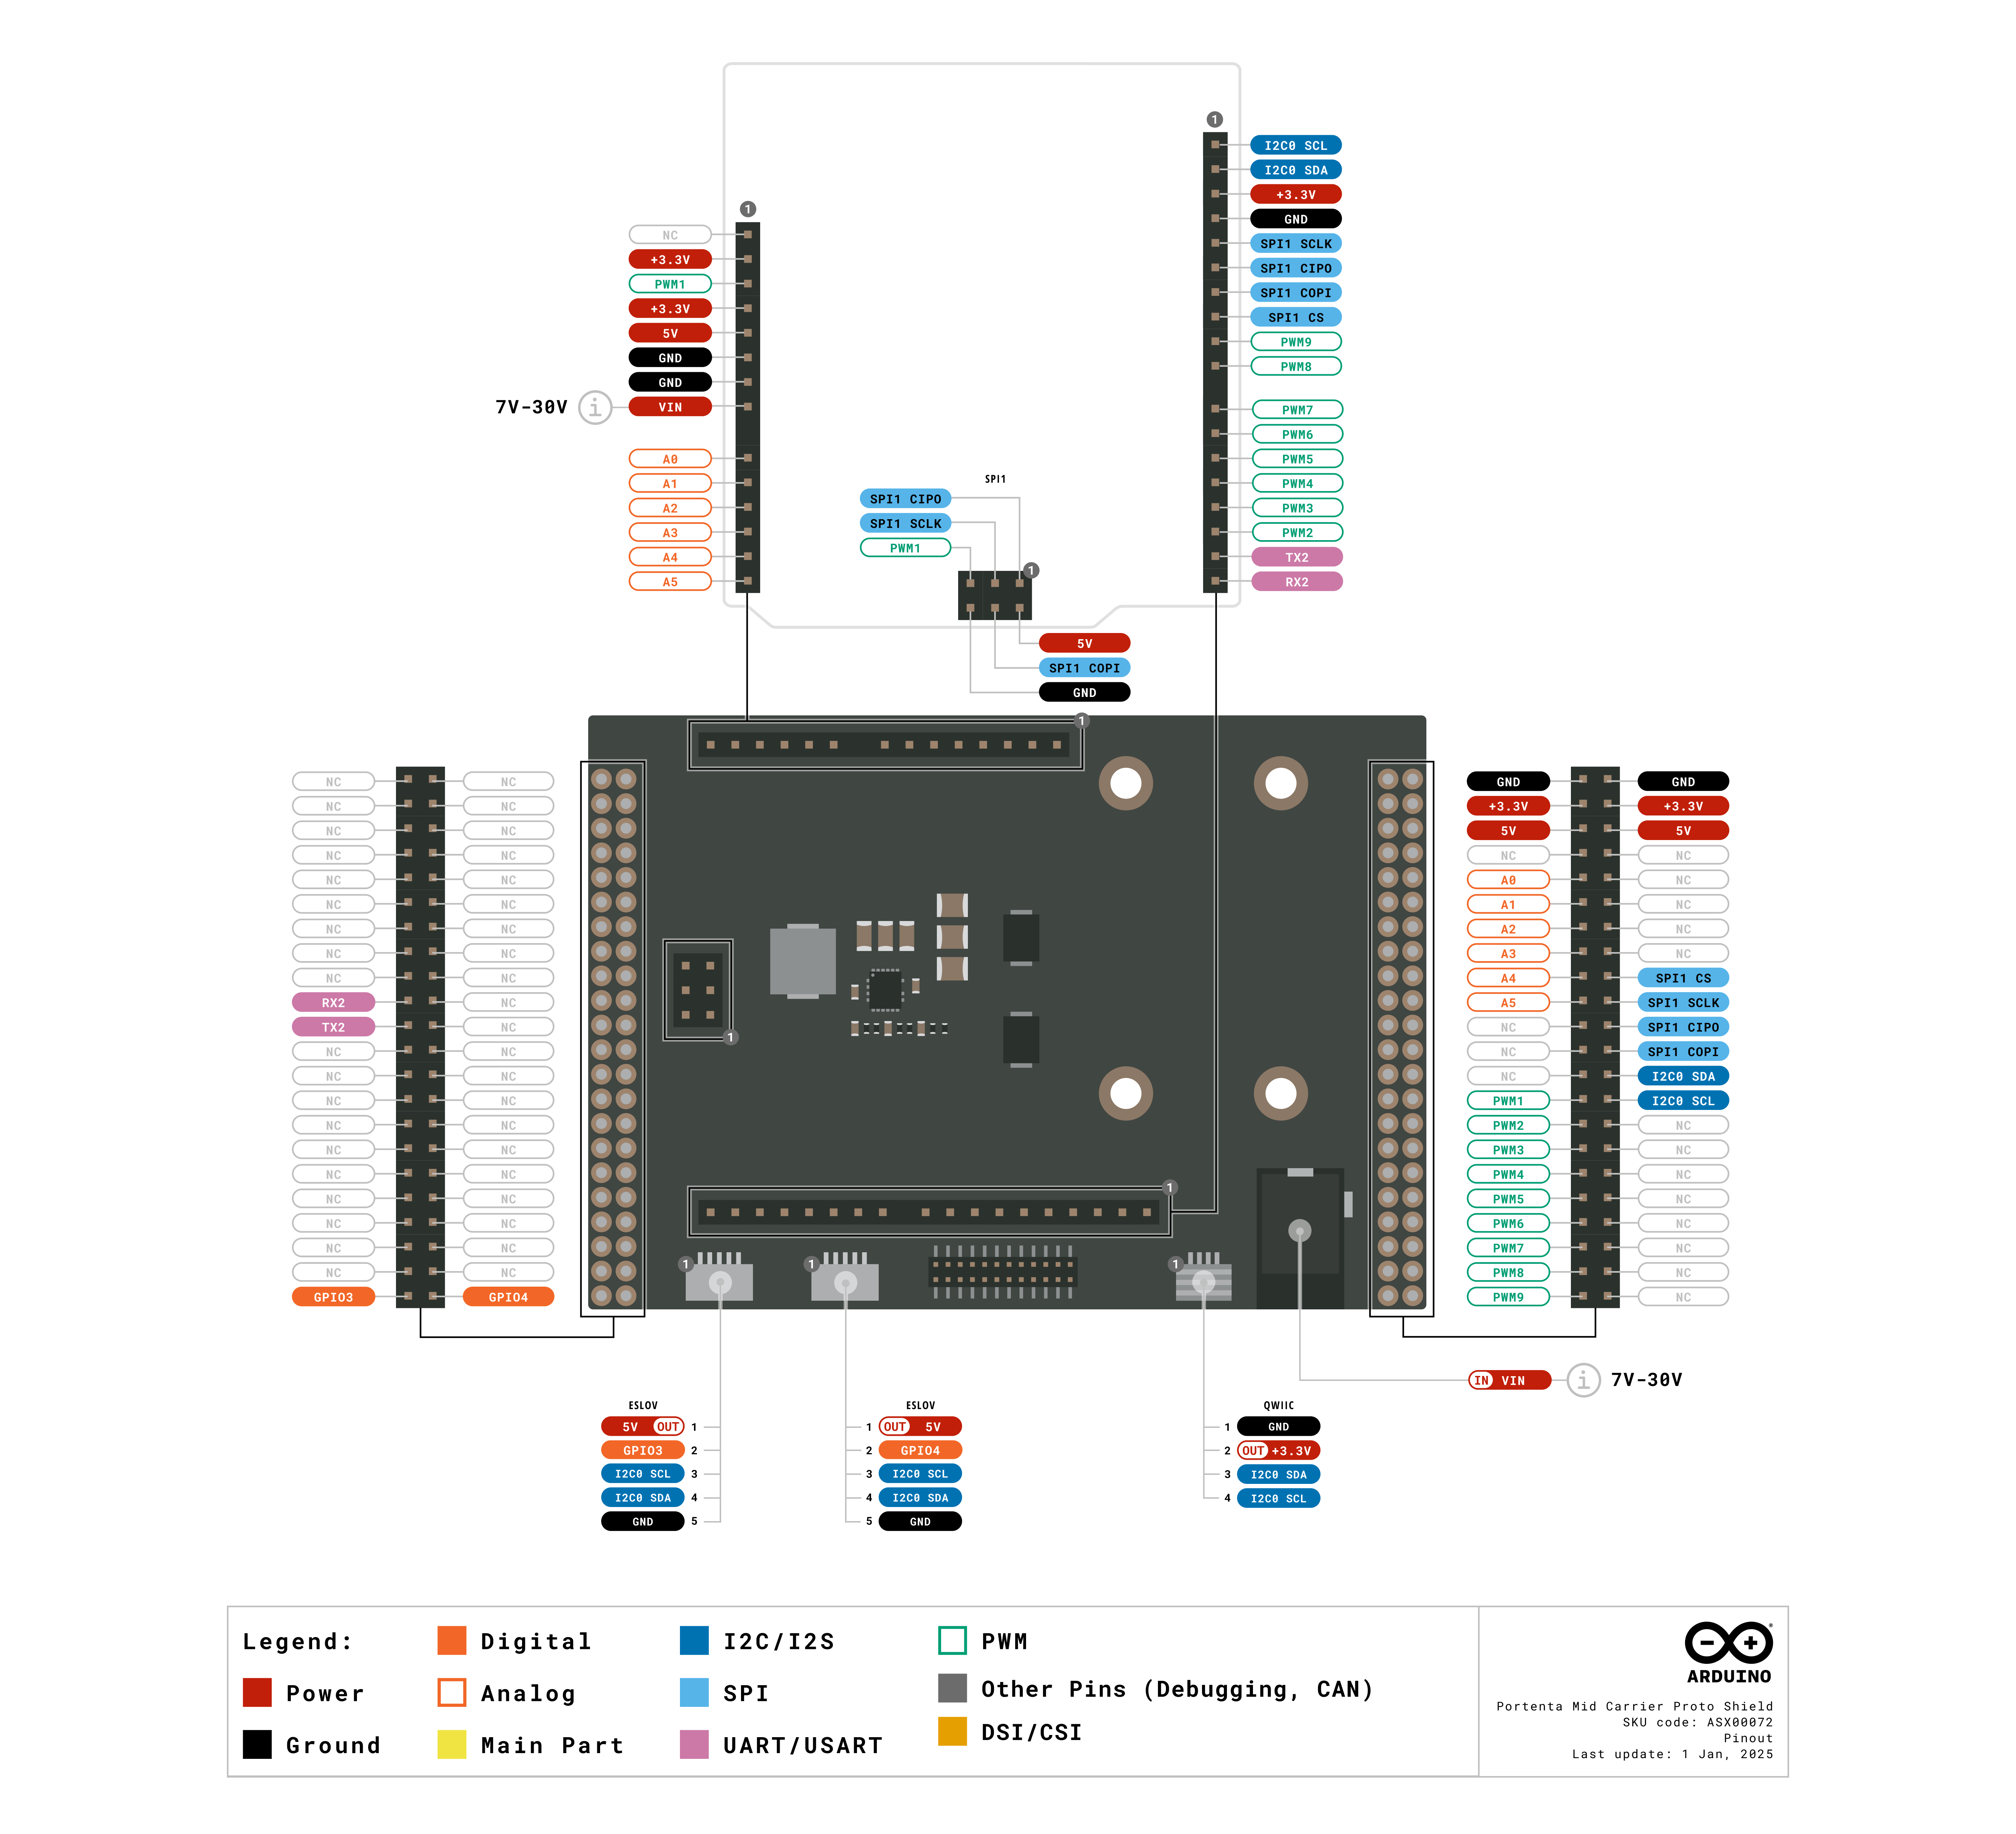 1
I2C0 SCL
I2C0 SDA
+3.3V
GND
SPI1 SCLK
SPI1 CIPO
SPI1 COPI
SPI1 CS
PWM9
PWM8
PWM7
PWM6
PWM5
PWM4
PWM3
PWM2
TX2
RX2
1
NC
+3.3V
PWM1
+3.3V
5V
GND
GND
7V-30V i VIN
A0
A1
A2
A3
A4
A5
SPI1
SPI1 CIPO
SPI1 SCLK
PWM1
1
5V
SPI1 COPI
GND
1
NC NC
NC NC
NC NC
NC NC
NC NC
NC NC
NC NC
NC NC
NC NC
RX2 NC
TX2 NC
NC NC
NC NC
NC NC
NC NC
NC NC
NC NC
NC NC
NC NC
NC NC
NC NC
GPIO3 GPIO4
1
1
1
1
1
GND GND
+3.3V +3.3V
5V 5V
NC NC
A0 NC
A1 NC
A2 NC
A3 NC
A4 SPI1 CS
A5 SPI1 SCLK
NC SPI1 CIPO
NC SPI1 COPI
NC I2C0 SDA
PWM1 I2C0 SCL
PWM2 NC
PWM3 NC
PWM4 NC
PWM5 NC
PWM6 NC
PWM7 NC
PWM8 NC
PWM9 NC
IN VIN i 7V-30V
ESLOV
5V OUT 1
GPIO3 2
I2C0 SCL 3
I2C0 SDA 4
GND 5
ESLOV
1 OUT 5V
2 GPIO4
3 I2C0 SCL
4 I2C0 SDA
5 GND
QWIIC
1 GND
2 OUT +3.3V
3 I2C0 SDA
4 I2C0 SCL
Legend:
Power
Ground
Digital
Analog
Main Part
I2C/I2S
SPI
UART/USART
PWM
Other Pins (Debugging, CAN)
DSI/CSI
ARDUINO
Portenta Mid Carrier Proto Shield
SKU code: ASX00072
Pinout
Last update: 1 Jan, 2025